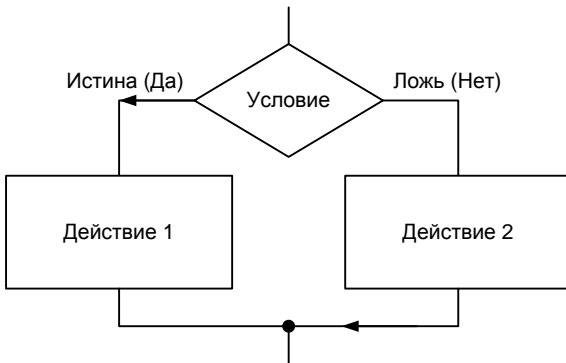 Истина (Да)
Ложь (Нет)
Условие
Действие 1
Действие 2